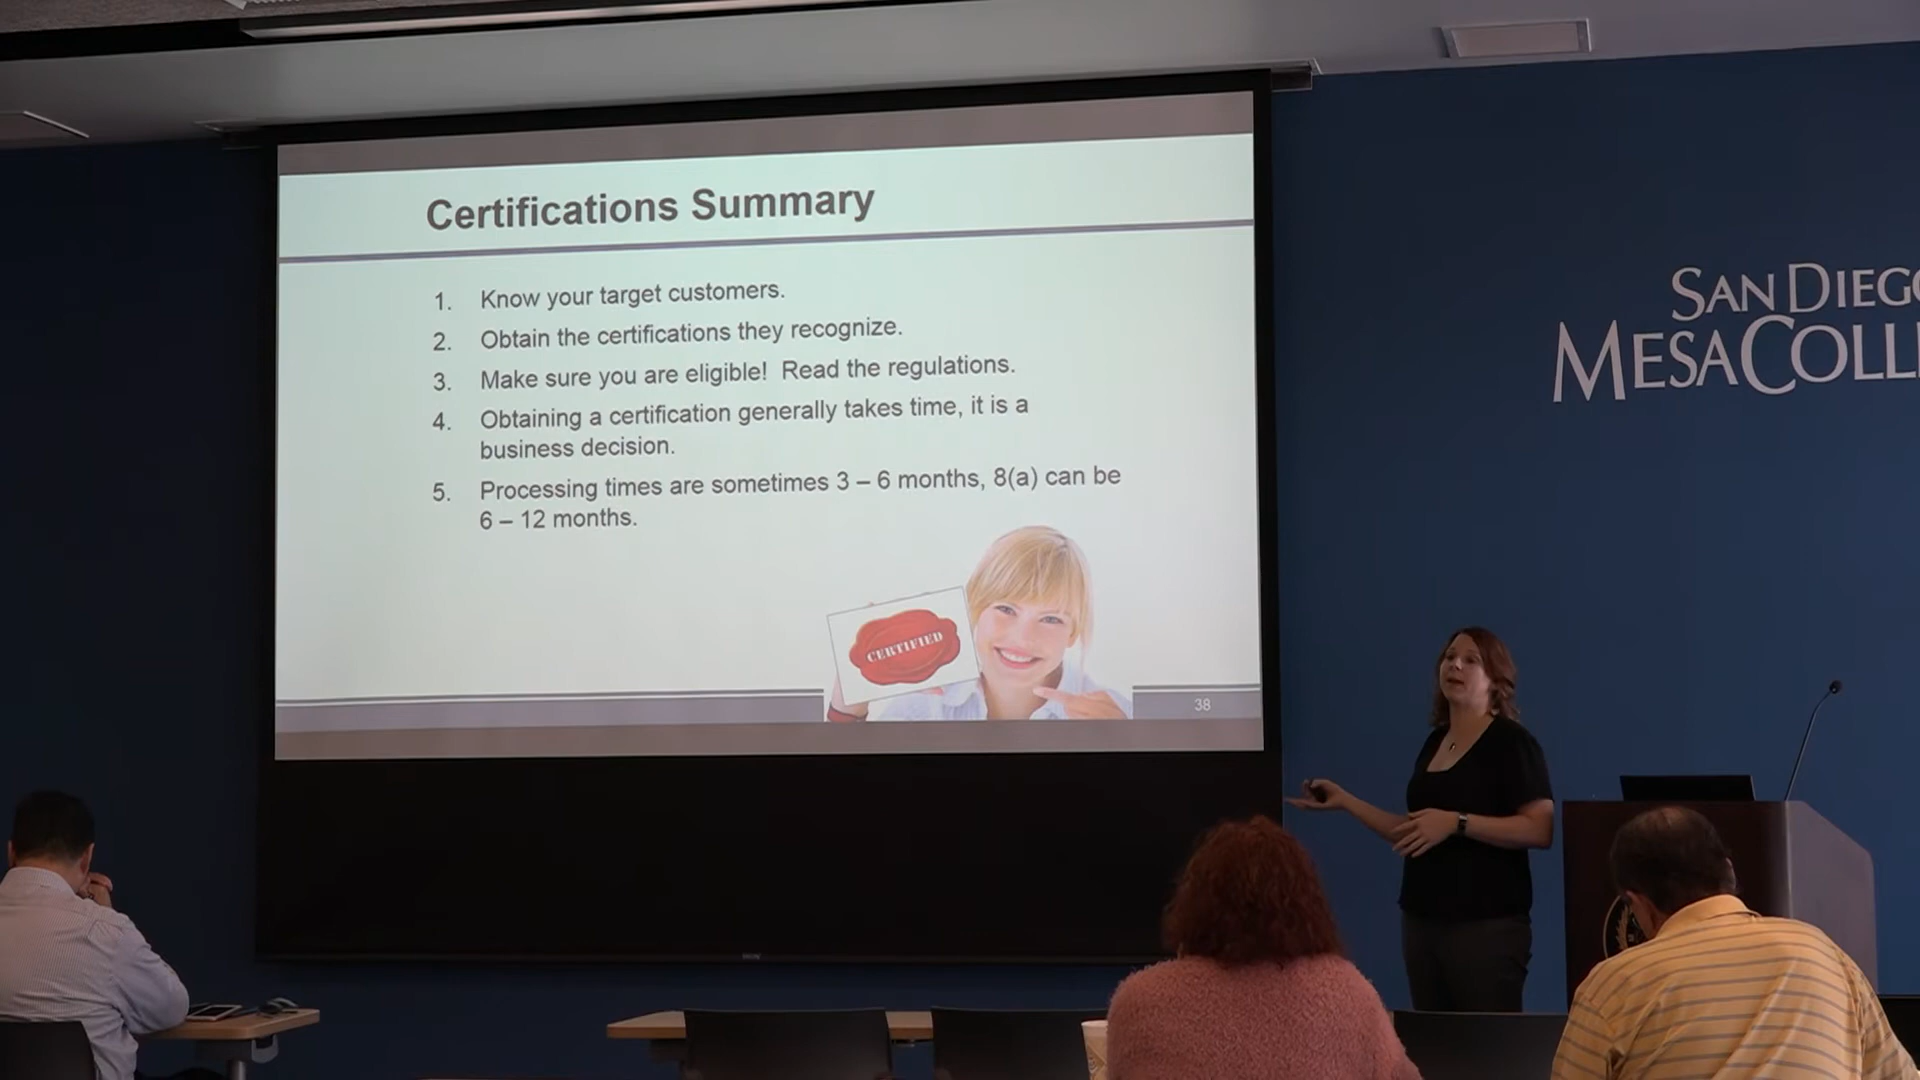 Certifications Summary
1. Know your target customers.
2. Obtain the certifications they recognize.
3. Make sure you are eligible!  Read the regulations.
4. Obtaining a certification generally takes time, it is a
business decision.
5. Processing times are sometimes 3 – 6 months, 8(a) can be
6 – 12 months.
CERTIFIED
38
SAN DIEGO
MESA COLL